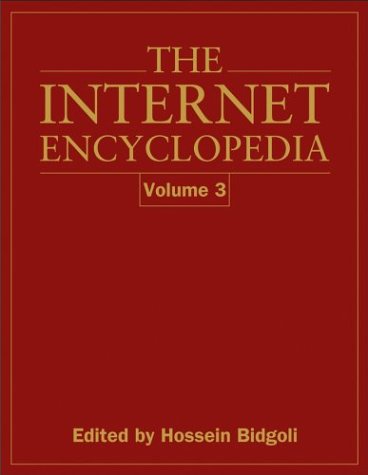 THE
INTERNET
ENCYCLOPEDIA
Volume 3
Edited by Hossein Bidgoli